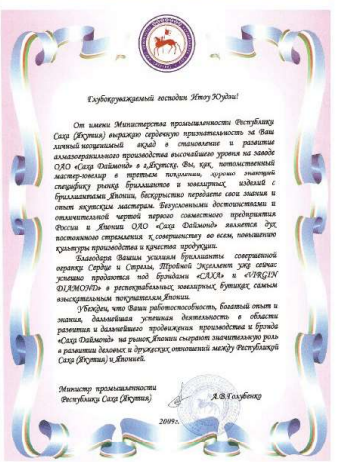 Глубокоуважаемый господин Итоу Юудзи!
От имени Министерства промышленности Республики
Саха (Якутия) выражаю сердечную признательность за Ваш
личный неоценимый вклад в становление и развитие
алмазогранильного производства высочайшего уровня на заводе
ОАО «Саха Даймонд» в г.Якутске. Вы, как потомственный
мастер-ювелир в третьем поколении, хорошо знающий
специфику рынка бриллиантов и ювелирных изделий с
бриллиантами Японии, бескорыстно передаете свои знания и
опыт якутским мастерам. Безусловными достоинствами и
отличительной чертой первого совместного предприятия
России и Японии ОАО «Саха Даймонд» является дух
постоянного стремления к совершенству во всем, повышению
культуры производства и качества продукции.
Благодаря Вашим усилиям бриллианты совершенной
огранки Сердце и Стрелы, Тройной Экселлент уже сейчас
успешно продаются под брэндами «САХА» и «VIRGIN
DIAMOND» в респектабельных ювелирных бутиках самым
взыскательным покупателям Японии.
Убежден, что Ваши работоспособность, богатый опыт и
знания, дальнейшая успешная деятельность в области
развития и дальнейшего продвижения производства и брэнда
«Саха Даймонд» на рынок Японии сыграют значительную роль
в развитии деловых и дружеских отношений между Республикой
Саха (Якутия) и Японией.
Министр промышленности
Республики Саха (Якутия) А.В.Голубенко
2009г.